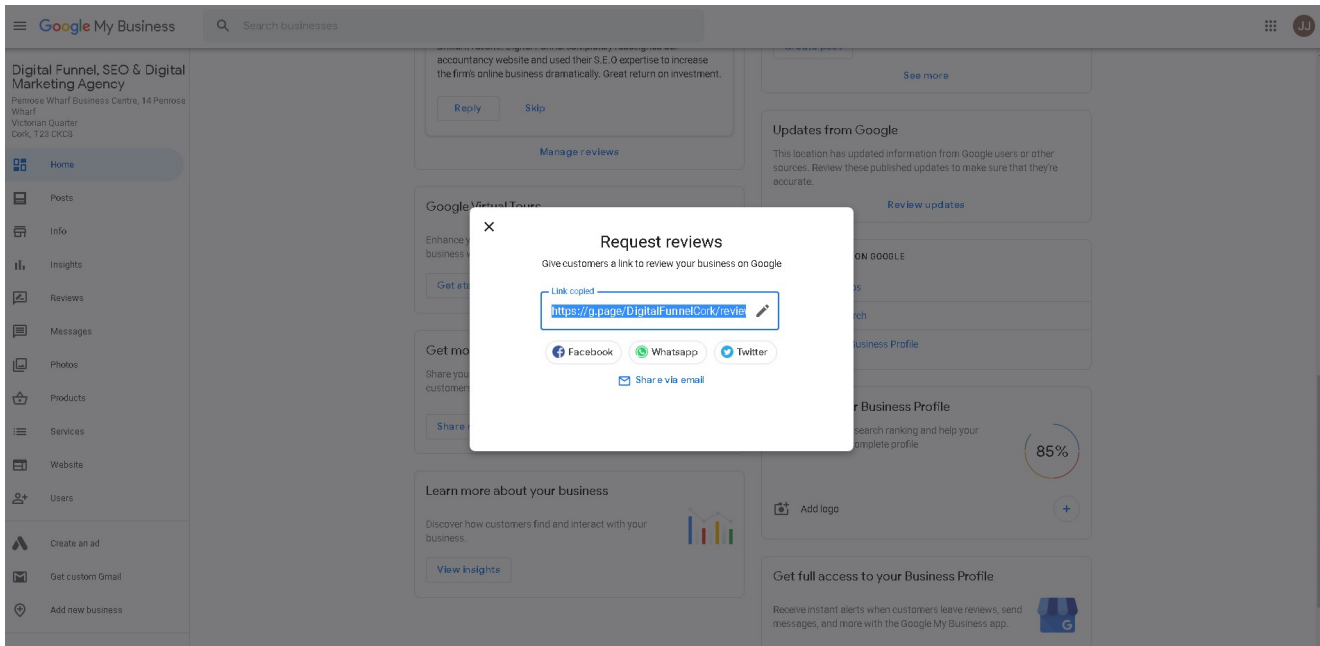 Google My Business
Search businesses
JJ
Digital Funnel, SEO & Digital
Marketing Agency
Penrose Wharf Business Centre, 14 Penrose
Wharf
Victorian Quarter
Cork, T23
Home
Posts
Info
Insights
Reviews
Messages
Photos
Products
Services
Website
Users
Create an ad
Get custom Gmail
Add new business
accountancy website and used their S.E.O expertise to increase
the firm's online business dramatically. Great return on investment.
Reply
Skip
Manage reviews
Google Virtual Tours
Enhance
business
Get
Get mo
Share you
customers
Share
Learn more about your business
Discover how customers find and interact with your
business.
View insights
Request reviews
Give customers a link to review your business on Google
Link copied
https://g.page/DigitalFunnelCork/review
Facebook
Whatsapp
Twitter
Share via email
Create post
See more
Updates from Google
This location has updated information from Google users or other
sources. Review these published updates to make sure that they're
accurate.
Review updates
ON GOOGLE
Business Profile
r Business Profile
search ranking and help your
complete profile
85%
Add logo
Get full access to your Business Profile
Receive instant alerts when customers leave reviews, send
messages, and more with the Google My Business app.
G